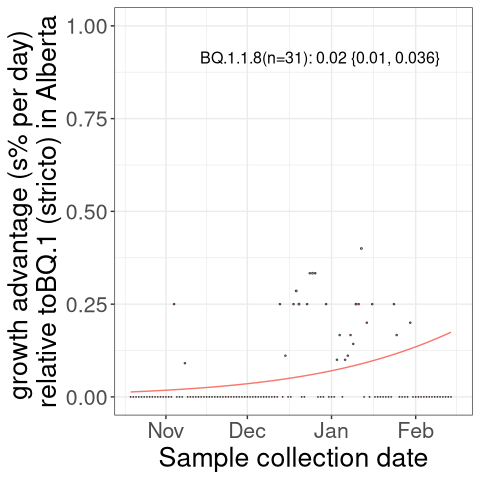 growth advantage (s% per day)
relative toBQ.1 (stricto) in Alberta
1.00
0.75
0.50
0.25
0.00
BQ.1.1.8(n=31): 0.02 {0.01, 0.036}
Nov Dec Jan Feb
Sample collection date